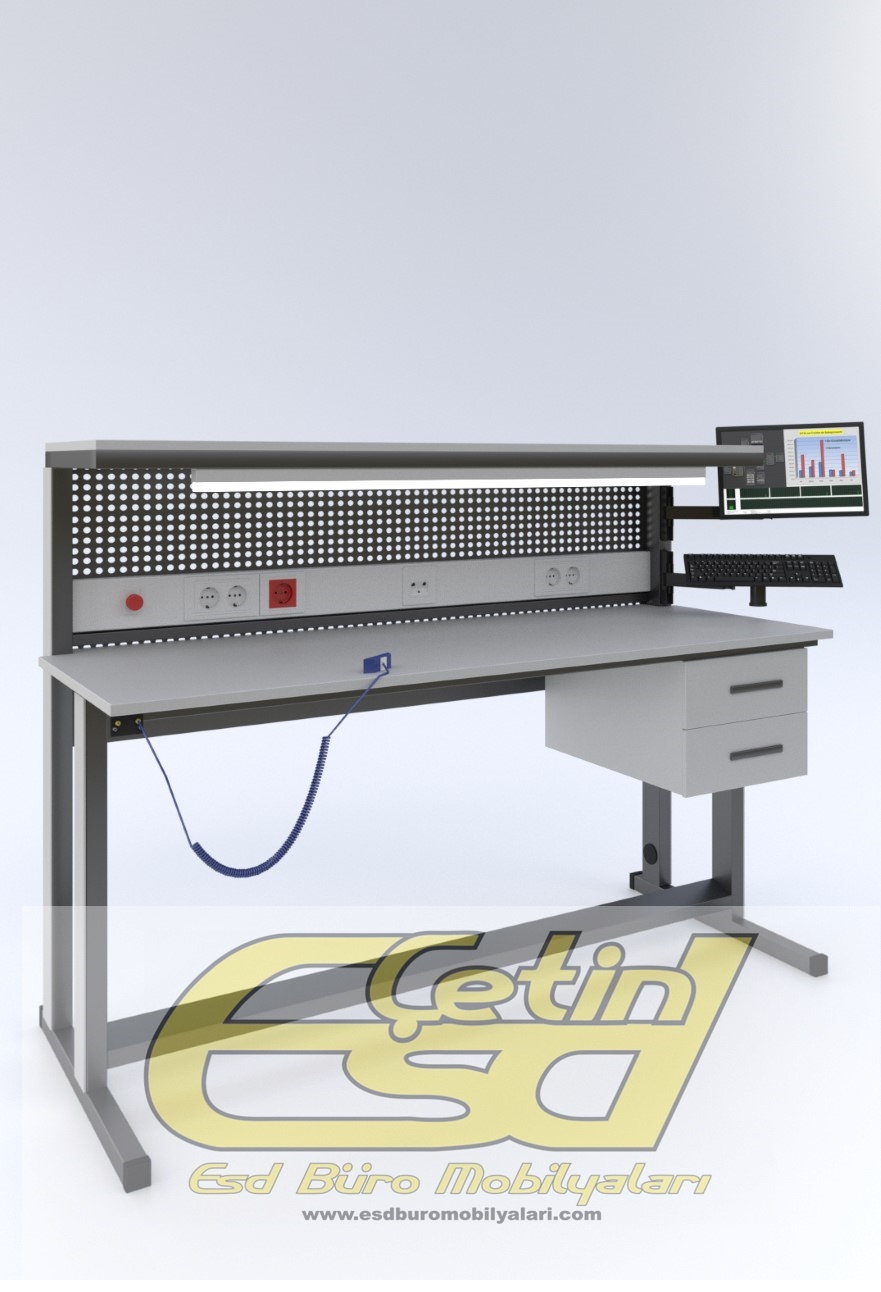 Çetin
Esd
Esd Büro Mobilyaları
www.esdburomobilyalari.com